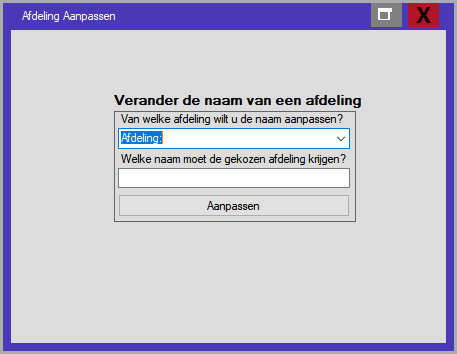 Afdeling Aanpassen
X
Verander de naam van een afdeling
Van welke afdeling wilt u de naam aanpassen?
Afdeling:
Welke naam moet de gekozen afdeling krijgen?
Aanpassen